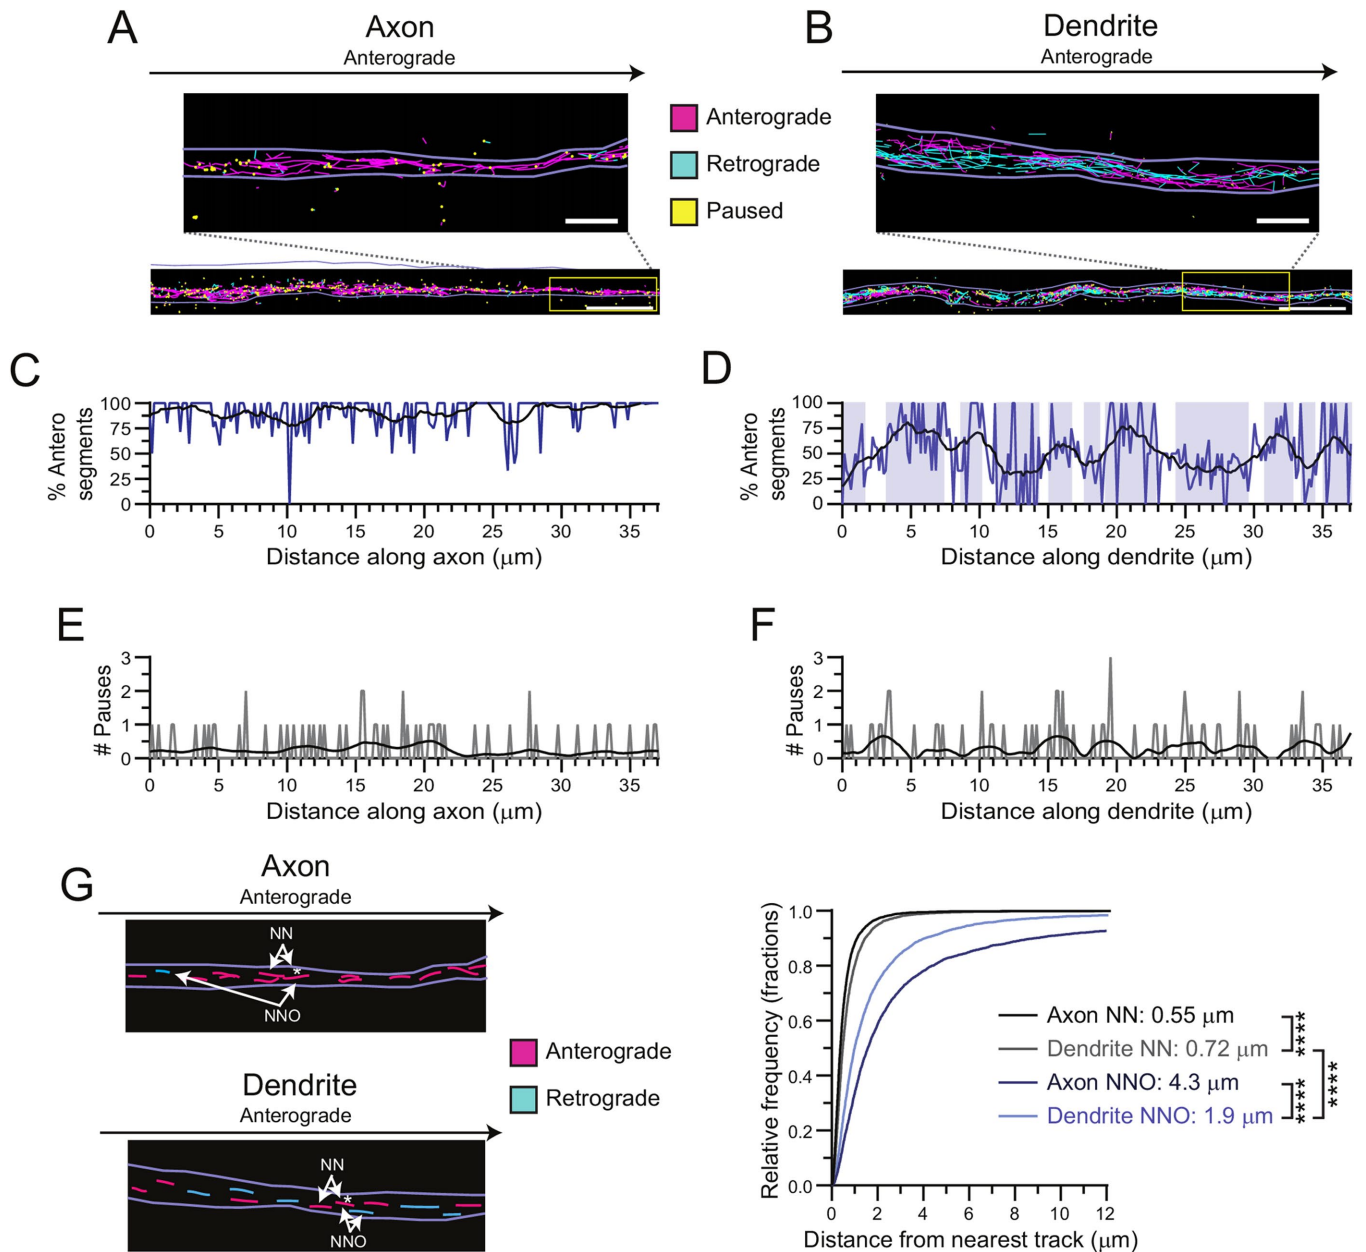 A
Axon
Anterograde
B
Dendrite
Anterograde
Anterograde
Retrograde
Paused
C
% Antero
segments
100
75
50
25
0
0 5 10 15 20 25 30 35
Distance along axon (μm)
D
% Antero
segments
100
75
50
25
0
0 5 10 15 20 25 30 35
Distance along dendrite (μm)
E
# Pauses
3
2
1
0
0 5 10 15 20 25 30 35
Distance along axon (μm)
F
# Pauses
3
2
1
0
0 5 10 15 20 25 30 35
Distance along dendrite (μm)
G
Axon
Anterograde
NN
*
NNO
Dendrite
Anterograde
NN
*
NNO
Anterograde
Retrograde
Relative frequency (fractions)
1.0
0.8
0.6
0.4
0.2
0.0
0 2 4 6 8 10 12
Distance from nearest track (μm)
Axon NN: 0.55 μm
Dendrite NN: 0.72 μm
Axon NNO: 4.3 μm
Dendrite NNO: 1.9 μm
****
****
****